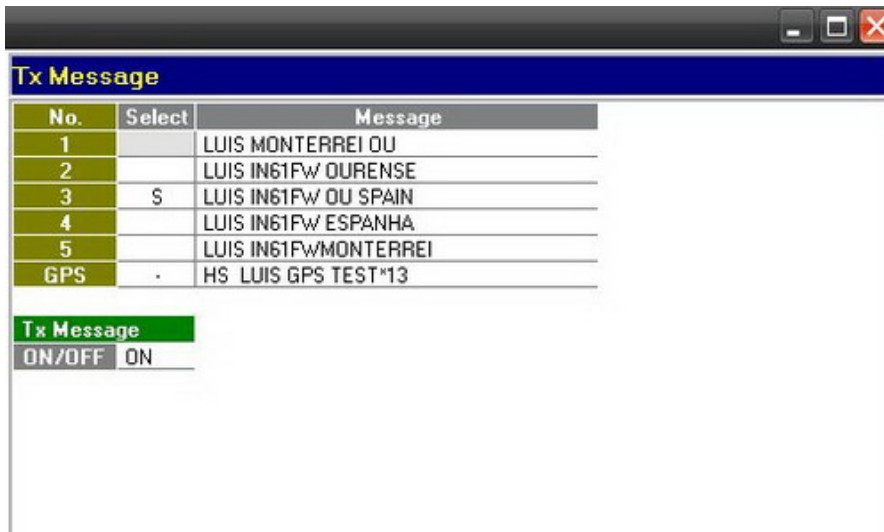 Tx Message
No. Select Message
1 LUIS MONTERREI OU
2 LUIS IN61FW OURENSE
3 S LUIS IN61FW OU SPAIN
4 LUIS IN61FW ESPANHA
5 LUIS IN61FWMONTERREI
GPS - HS LUIS GPS TEST*13
Tx Message
ON/OFF ON